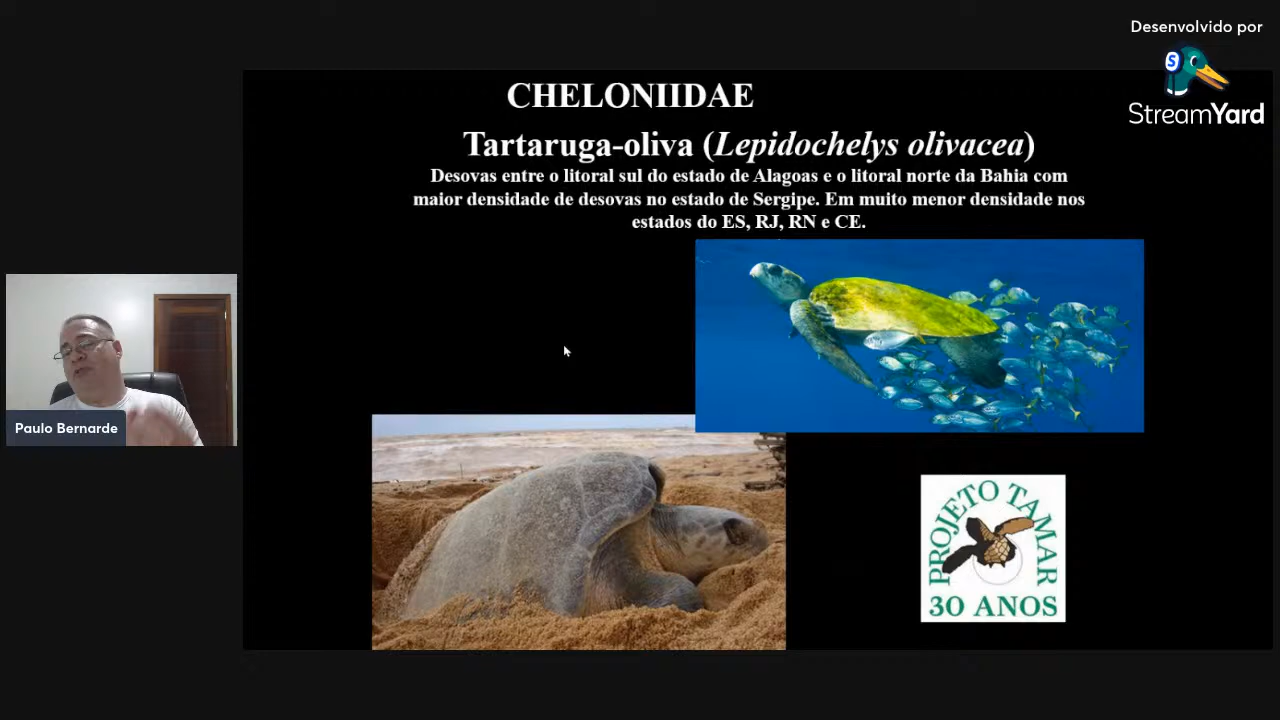 Desenvolvido por
StreamYard
CHELONIIDAE
Tartaruga-oliva (Lepidochelys olivacea)
Desovas entre o litoral sul do estado de Alagoas e o litoral norte da Bahia com
maior densidade de desovas no estado de Sergipe. Em muito menor densidade nos
estados do ES, RJ, RN e CE.
Paulo Bernarde
PROJETO TAMAR
30 ANOS